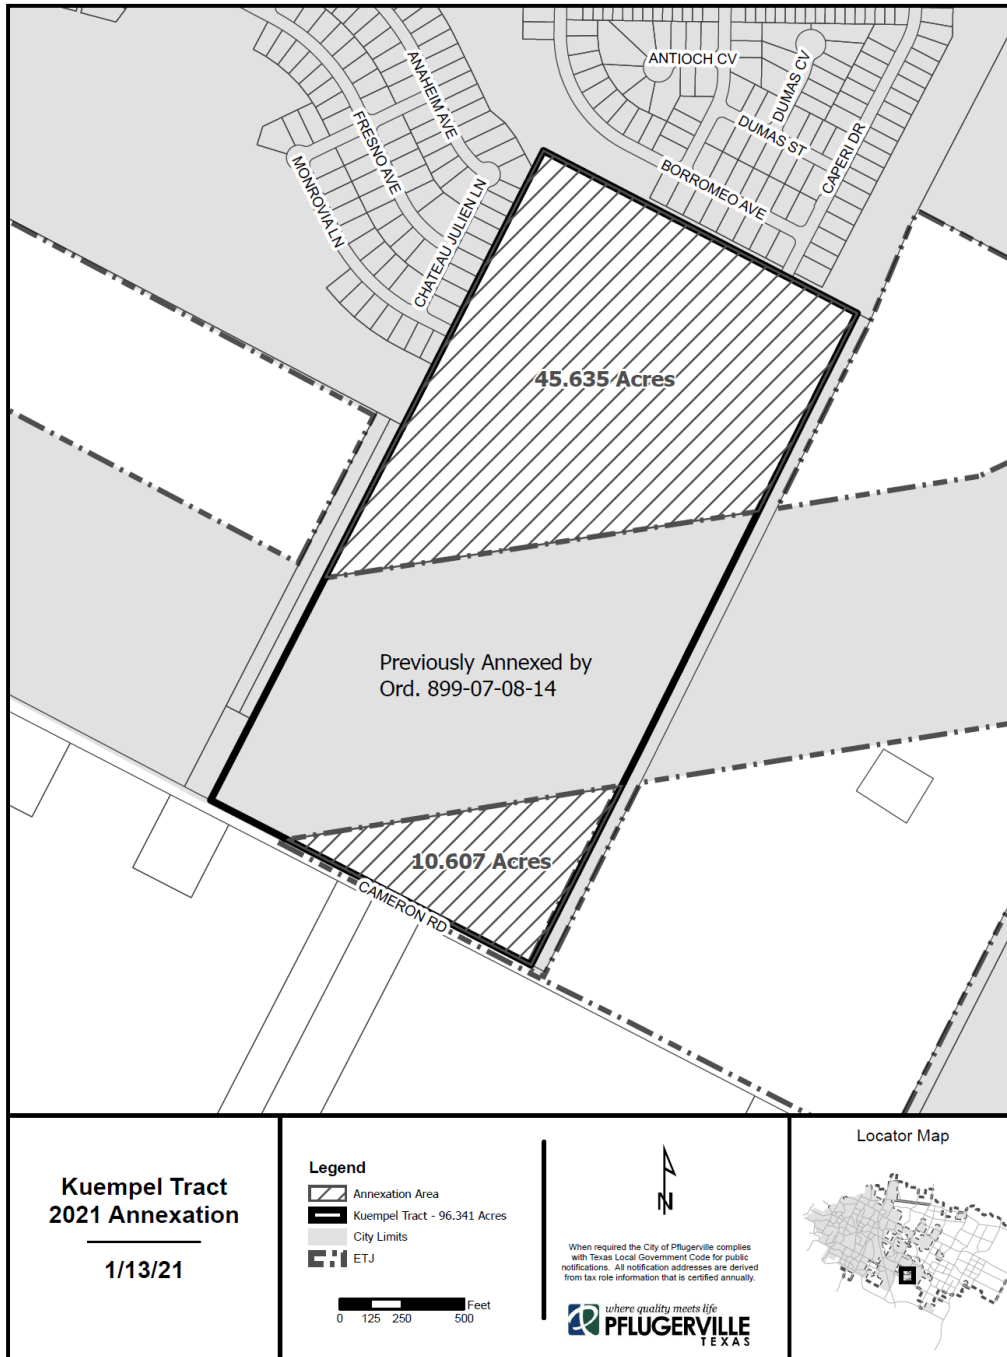 ANTIOCH CV
DUMAS CV
ANAHEIM AVE
DUMAS ST
FRESNO AVE
CAPERI DR
MONROVIA LN
BORROMEO AVE
CHATEAU JULIEN LN
45.635 Acres
Previously Annexed by
Ord. 899-07-08-14
10.607 Acres
CAMERON RD
Kuempel Tract
2021 Annexation
1/13/21
Legend
Annexation Area
Kuempel Tract - 96.341 Acres
City Limits
ETJ
Feet
0 125 250 500
N
When required the City of Pflugerville complies
with Texas Local Government Code for public
notifications. All notification addresses are derived
from tax role information that is certified annually.
where quality meets life
PFLUGERVILLE
TEXAS
Locator Map